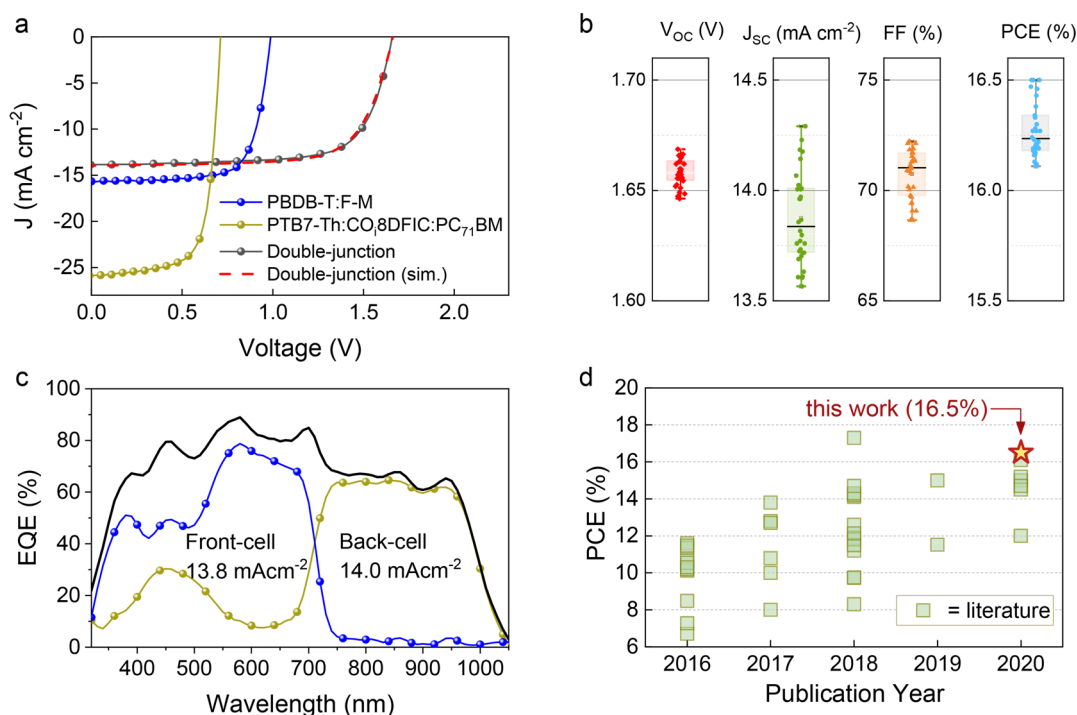 a
0
-5
-10
-15
-20
-25
J (mA cm⁻²)
PBDB-T:F-M
PTB7-Th:COᵢ8DFIC:PC₇₁BM
Double-junction
Double-junction (sim.)
0.0 0.5 1.0 1.5 2.0
Voltage (V)
b
V_OC (V) J_SC (mA cm⁻²) FF (%) PCE (%)
1.70 14.5 75 16.5
1.65 14.0 70 16.0
1.60 13.5 65 15.5
c
100
80
60
40
20
0
EQE (%)
Front-cell
13.8 mAcm⁻²
Back-cell
14.0 mAcm⁻²
400 500 600 700 800 900 1000
Wavelength (nm)
d
20
18
16
14
12
10
8
6
PCE (%)
this work (16.5%)
= literature
2016 2017 2018 2019 2020
Publication Year